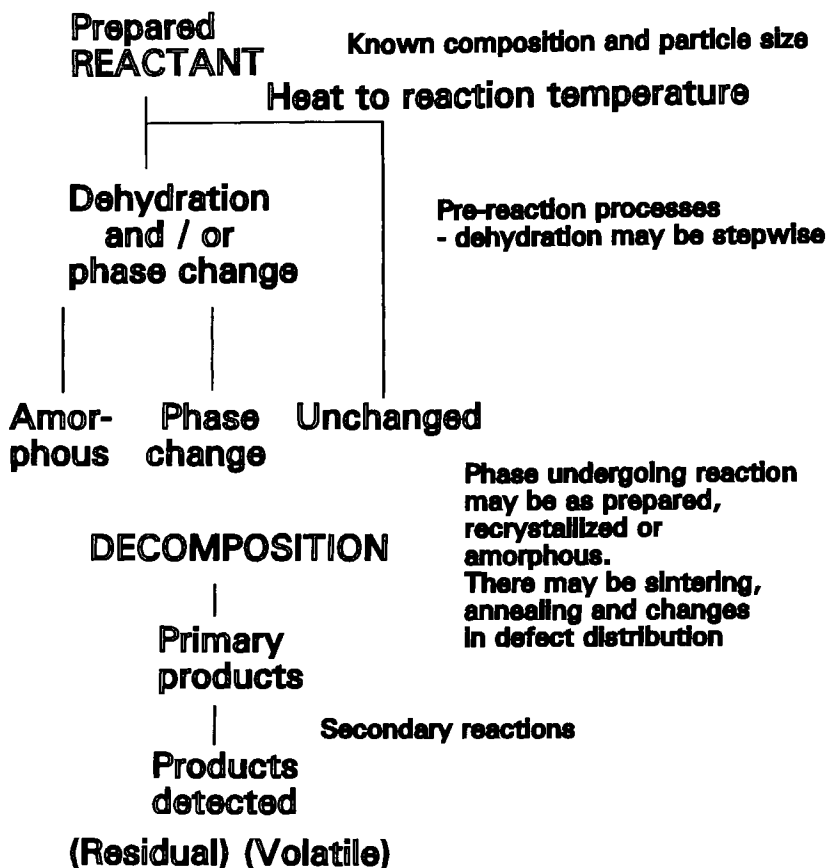 Prepared
REACTANT
Known composition and particle size
Heat to reaction temperature
Dehydration
and / or
phase change
Pre-reaction processes
- dehydration may be stepwise
Amor-
phous
Phase
change
Unchanged
Phase undergoing reaction
may be as prepared,
recrystallized or
amorphous.
There may be sintering,
annealing and changes
in defect distribution
DECOMPOSITION
Primary
products
Secondary reactions
Products
detected
(Residual) (Volatile)